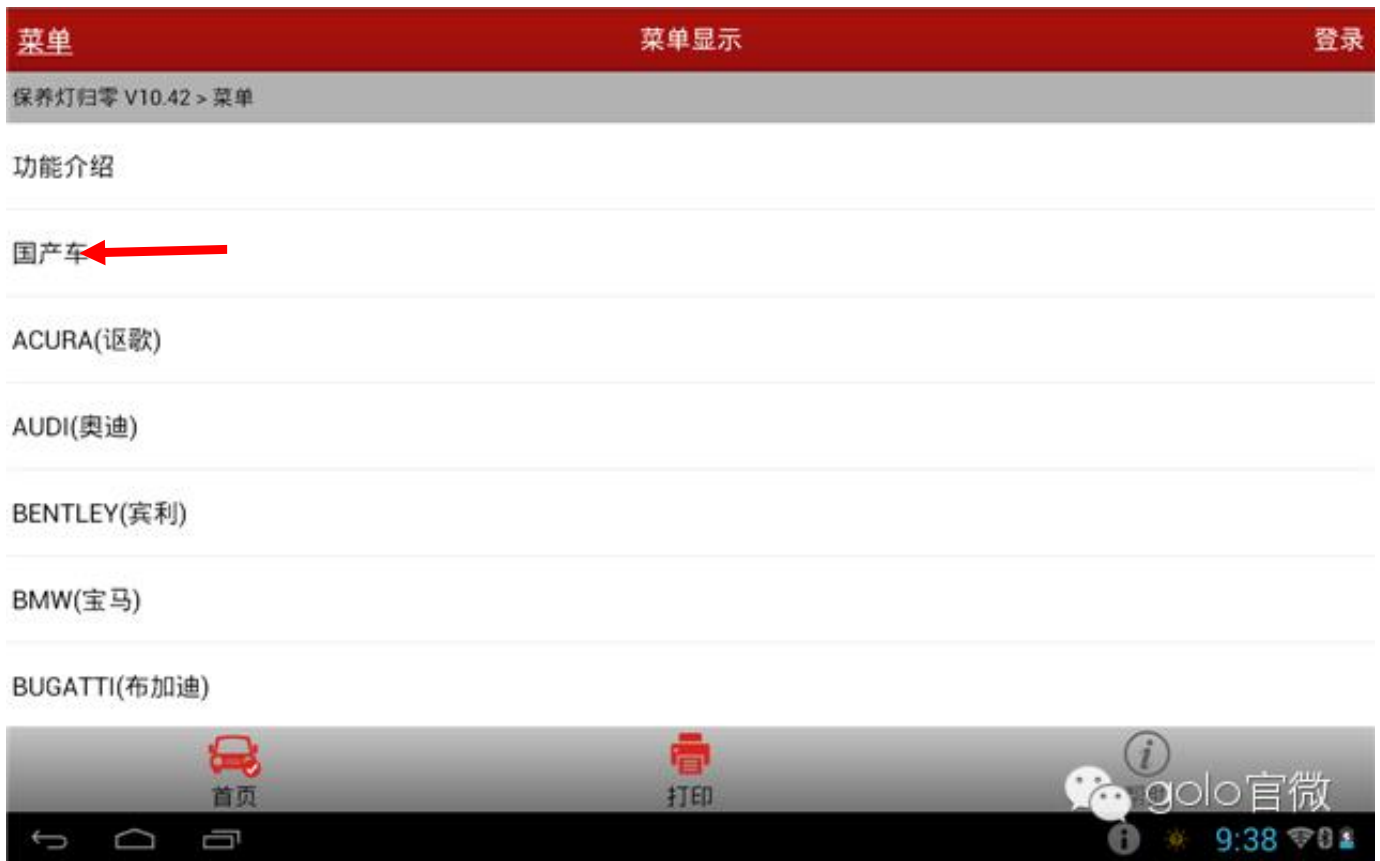 菜单 菜单显示 登录
保养灯归零 V10.42 > 菜单
功能介绍
国产车
ACURA(讴歌)
AUDI(奥迪)
BENTLEY(宾利)
BMW(宝马)
BUGATTI(布加迪)
首页 打印
golo官微
9:38